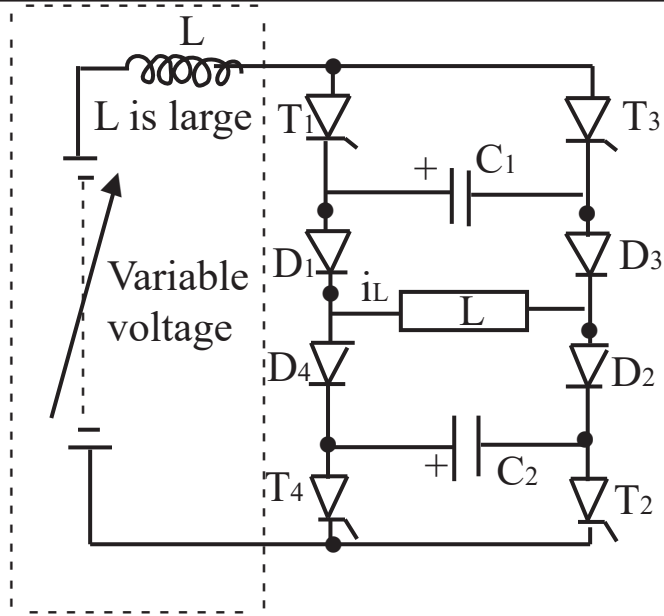 L
L is large
T1
T3
+
C1
D1
D3
Variable
voltage
iL
L
D4
D2
+
C2
T4
T2